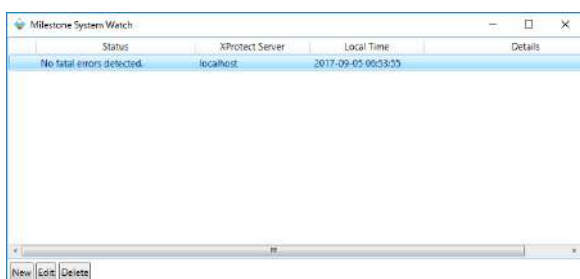 Milestone System Watch
Status XProtect Server Local Time Details
No fatal errors detected. localhost 2017-09-05 06:53:55
New Edit Delete